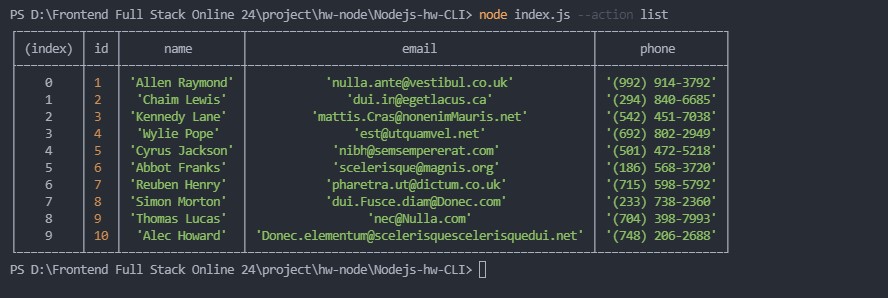 PS D:\Frontend Full Stack Online 24\project\hw-node\Nodejs-hw-CLI> node index.js --action list
(index) id name email phone
0 1 'Allen Raymond' 'nulla.ante@vestibul.co.uk' '(992) 914-3792'
1 2 'Chaim Lewis' 'dui.in@egetlacus.ca' '(294) 840-6685'
2 3 'Kennedy Lane' 'mattis.Cras@nonenimMauris.net' '(542) 451-7038'
3 4 'Wylie Pope' 'est@utquamvel.net' '(692) 802-2949'
4 5 'Cyrus Jackson' 'nibh@semsempererat.com' '(501) 472-5218'
5 6 'Abbot Franks' 'scelerisque@magnis.org' '(186) 568-3720'
6 7 'Reuben Henry' 'pharetra.ut@dictum.co.uk' '(715) 598-5792'
7 8 'Simon Morton' 'dui.Fusce.diam@Donec.com' '(233) 738-2360'
8 9 'Thomas Lucas' 'nec@Nulla.com' '(704) 398-7993'
9 10 'Alec Howard' 'Donec.elementum@scelerisquescelerisquedui.net' '(748) 206-2688'
PS D:\Frontend Full Stack Online 24\project\hw-node\Nodejs-hw-CLI>